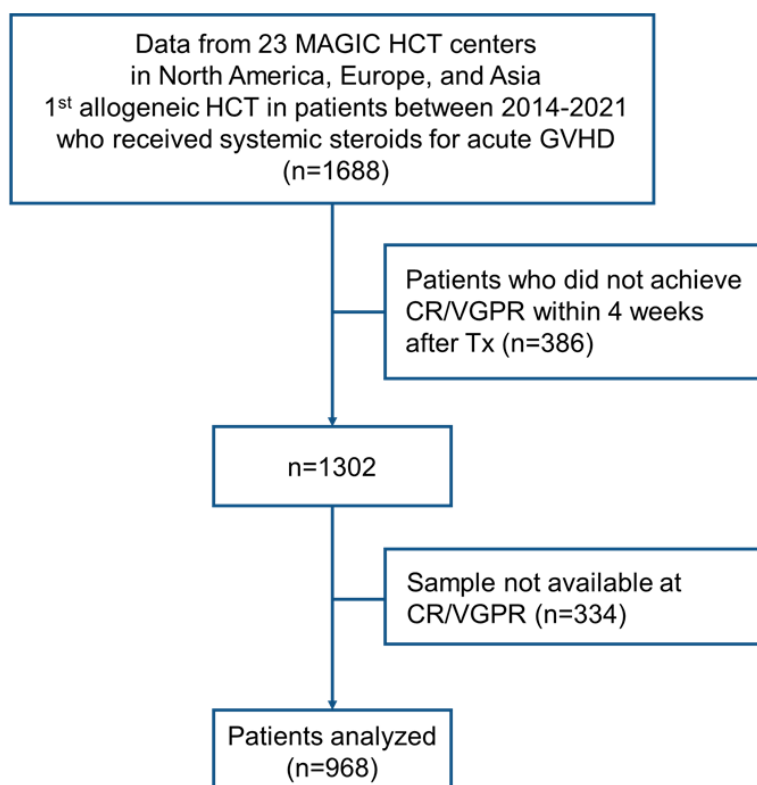 Data from 23 MAGIC HCT centers
in North America, Europe, and Asia
1st allogeneic HCT in patients between 2014-2021
who received systemic steroids for acute GVHD
(n=1688)
Patients who did not achieve
CR/VGPR within 4 weeks
after Tx (n=386)
n=1302
Sample not available at
CR/VGPR (n=334)
Patients analyzed
(n=968)